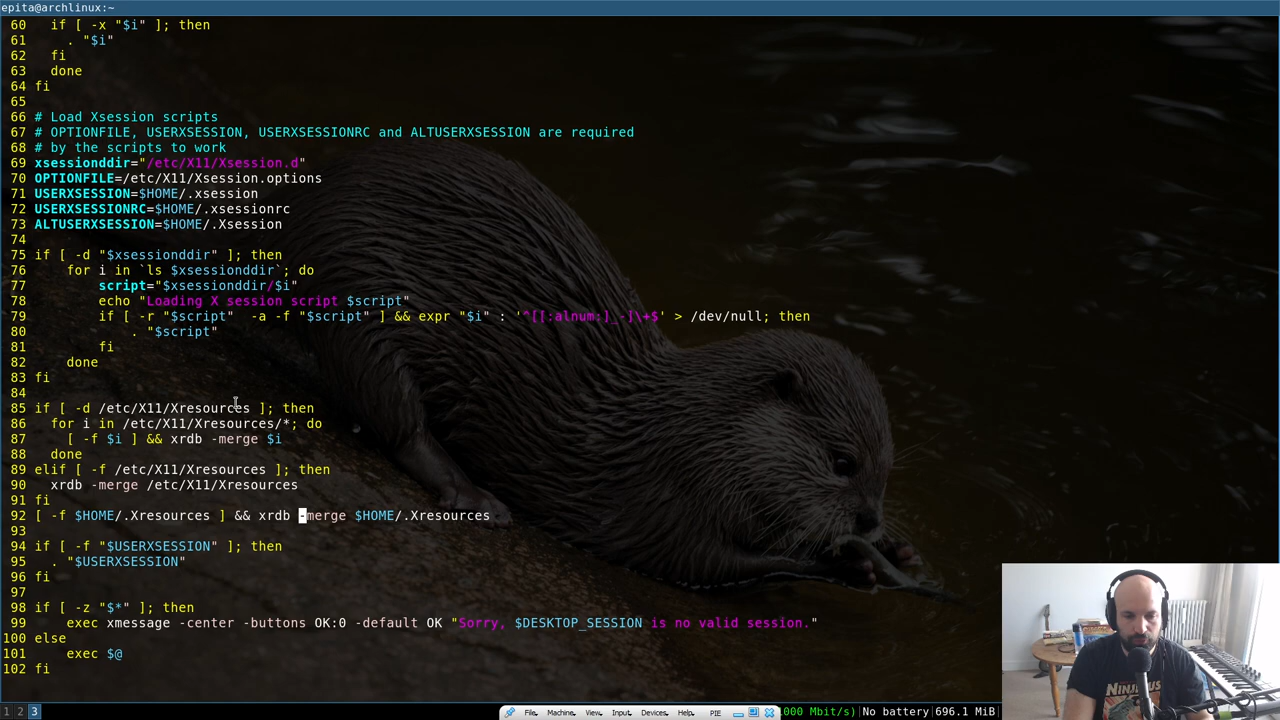 epita@archlinux:~
60   if [ -x "$i" ]; then
61     . "$i"
62   fi
63   done
64 fi
65
66 # Load Xsession scripts
67 # OPTIONFILE, USERXSESSION, USERXSESSIONRC and ALTUSERXSESSION are required
68 # by the scripts to work
69 xsessionddir="/etc/X11/Xsession.d"
70 OPTIONFILE=/etc/X11/Xsession.options
71 USERXSESSION=$HOME/.xsession
72 USERXSESSIONRC=$HOME/.xsessionrc
73 ALTUSERXSESSION=$HOME/.Xsession
74
75 if [ -d "$xsessionddir" ]; then
76     for i in `ls $xsessionddir`; do
77         script="$xsessionddir/$i"
78         echo "Loading X session script $script"
79         if [ -r "$script"  -a -f "$script" ] && expr "$i" : '^[[:alnum:]_-]\+$' > /dev/null; then
80             . "$script"
81         fi
82     done
83 fi
84
85 if [ -d /etc/X11/Xresources ]; then
86   for i in /etc/X11/Xresources/*; do
87     [ -f $i ] && xrdb -merge $i
88   done
89 elif [ -f /etc/X11/Xresources ]; then
90   xrdb -merge /etc/X11/Xresources
91 fi
92 [ -f $HOME/.Xresources ] && xrdb -merge $HOME/.Xresources
93
94 if [ -f "$USERXSESSION" ]; then
95   . "$USERXSESSION"
96 fi
97
98 if [ -z "$*" ]; then
99     exec xmessage -center -buttons OK:0 -default OK "Sorry, $DESKTOP_SESSION is no valid session."
100 else
101     exec $@
102 fi
1 2 3 File Machine View Input Devices Help PIE 000 Mbit/s)|No battery|696.1 MiB
NINJ